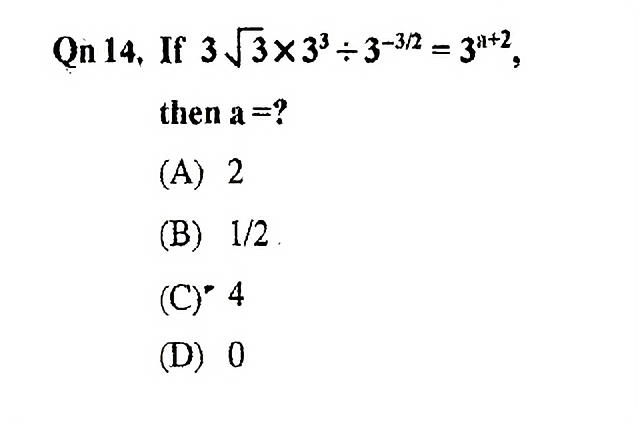 Qn 14. If 3√3 × 3³ ÷ 3^{-3/2} = 3^{a+2},
then a =?
(A) 2
(B) 1/2
(C) 4
(D) 0